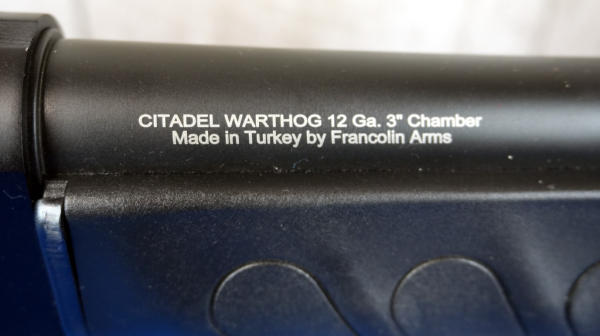 CITADEL WARTHOG 12 Ga. 3" Chamber
Made in Turkey by Francolin Arms